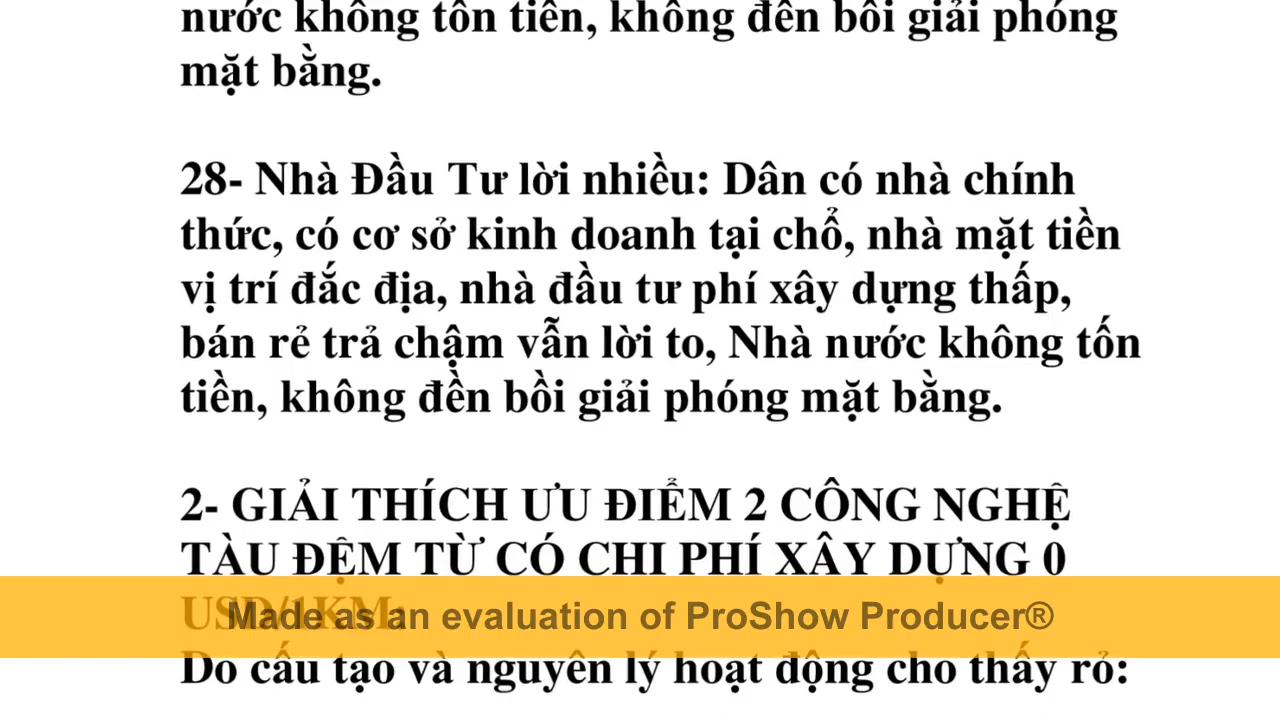 nước không tốn tiền, không đền bồi giải phóng
mặt bằng.
28- Nhà Đầu Tư lời nhiều: Dân có nhà chính
thức, có cơ sở kinh doanh tại chổ, nhà mặt tiền
vị trí đắc địa, nhà đầu tư phí xây dựng thấp,
bán rẻ trả chậm vẫn lời to, Nhà nước không tốn
tiền, không đền bồi giải phóng mặt bằng.
2- GIẢI THÍCH ƯU ĐIỂM 2 CÔNG NGHỆ
TÀU ĐỆM TỪ CÓ CHI PHÍ XÂY DỰNG 0
USD/1KM:
Made as an evaluation of ProShow Producer®
Do cấu tạo và nguyên lý hoạt động cho thấy rỏ: